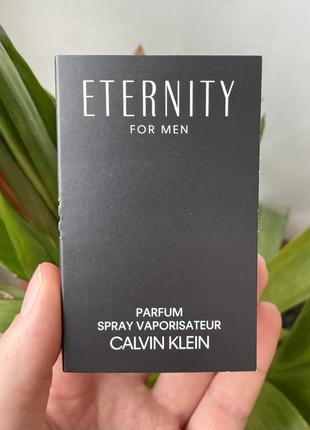 ETERNITY
FOR MEN
PARFUM
SPRAY VAPORISATEUR
CALVIN KLEIN